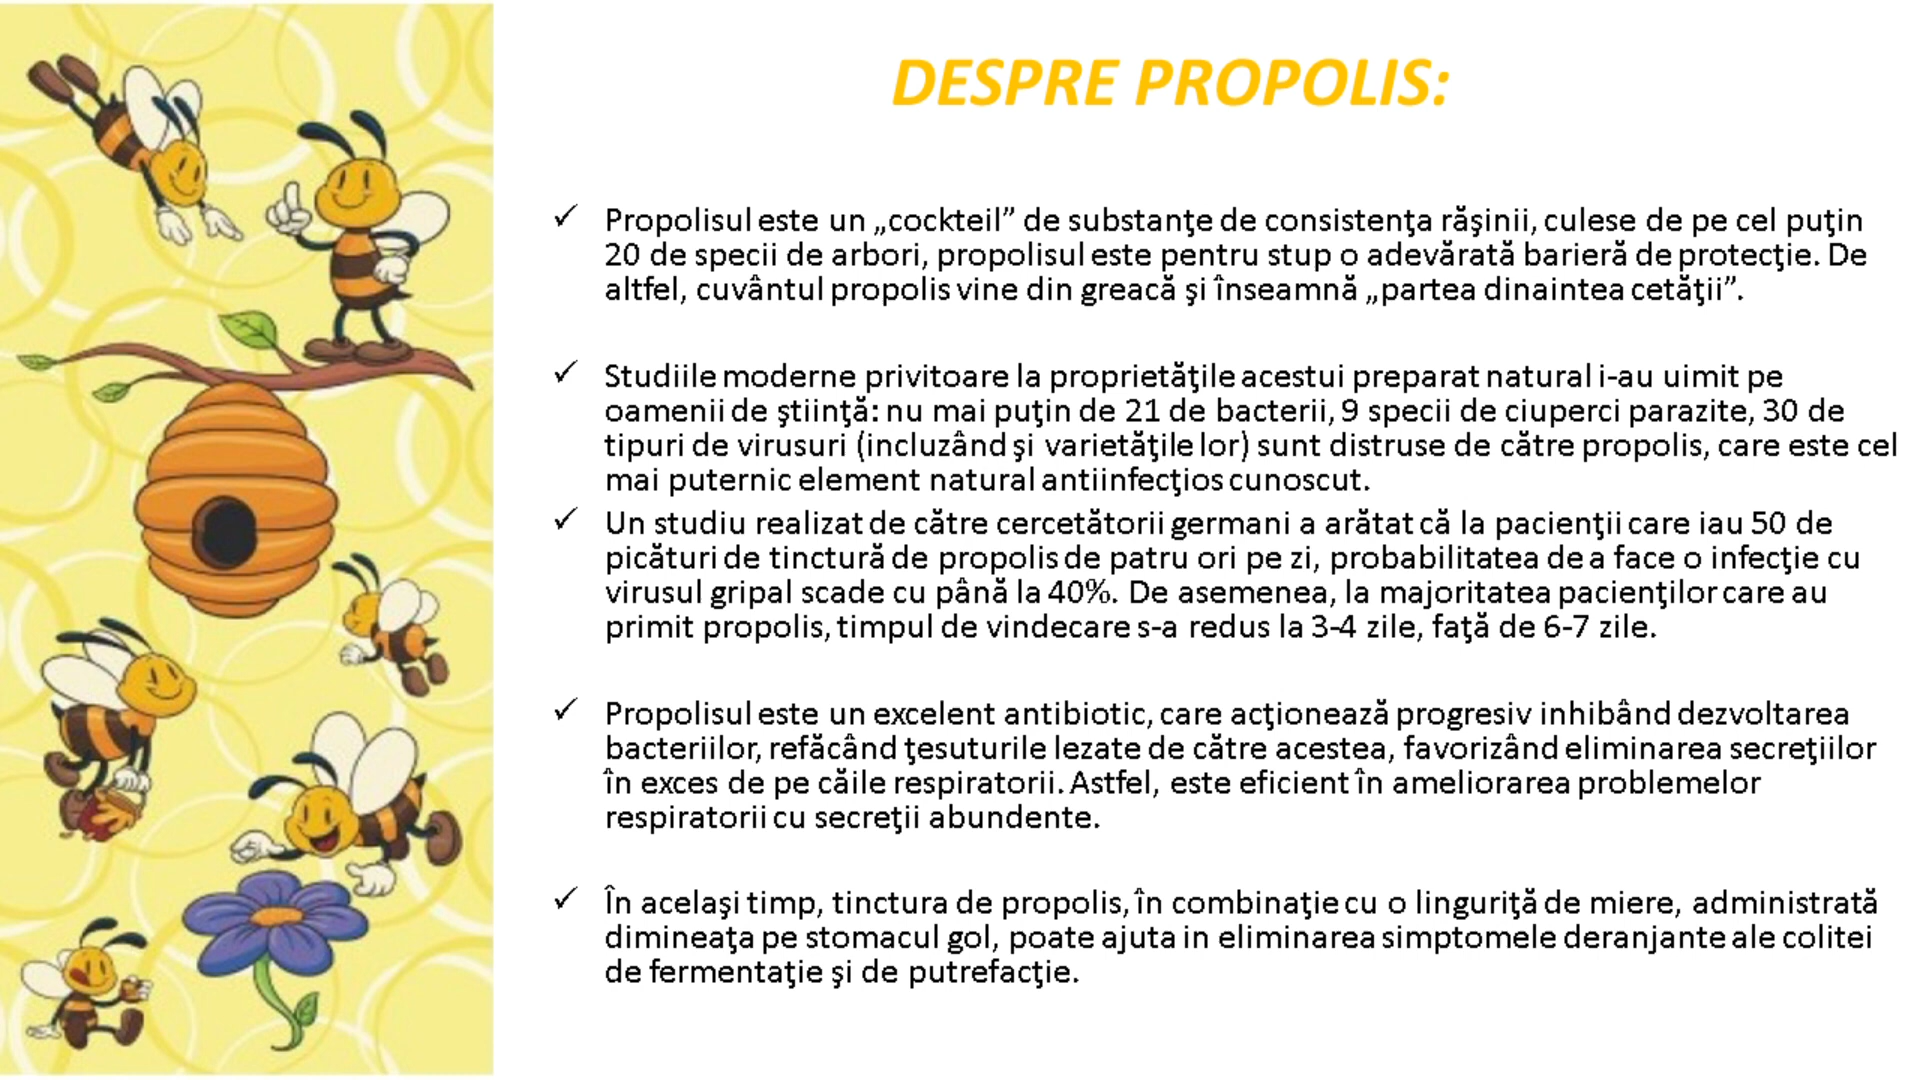 DESPRE PROPOLIS:
✓ Propolisul este un „cockteil” de substanţe de consistenţa răşinii, culese de pe cel puţin
20 de specii de arbori, propolisul este pentru stup o adevărată barieră de protecţie. De
altfel, cuvântul propolis vine din greacă şi înseamnă „partea dinaintea cetăţii”.
✓ Studiile moderne privitoare la proprietăţile acestui preparat natural i-au uimit pe
oamenii de ştiinţă: nu mai puţin de 21 de bacterii, 9 specii de ciuperci parazite, 30 de
tipuri de virusuri (incluzând şi varietăţile lor) sunt distruse de către propolis, care este cel
mai puternic element natural antiinfecţios cunoscut.
✓ Un studiu realizat de către cercetătorii germani a arătat că la pacienţii care iau 50 de
picături de tinctură de propolis de patru ori pe zi, probabilitatea de a face o infecţie cu
virusul gripal scade cu până la 40%. De asemenea, la majoritatea pacienţilor care au
primit propolis, timpul de vindecare s-a redus la 3-4 zile, faţă de 6-7 zile.
✓ Propolisul este un excelent antibiotic, care acţionează progresiv inhibând dezvoltarea
bacteriilor, refăcând ţesuturile lezate de către acestea, favorizând eliminarea secreţiilor
în exces de pe căile respiratorii. Astfel, este eficient în ameliorarea problemelor
respiratorii cu secreţii abundente.
✓ În acelaşi timp, tinctura de propolis, în combinaţie cu o linguriţă de miere, administrată
dimineaţa pe stomacul gol, poate ajuta in eliminarea simptomele deranjante ale colitei
de fermentaţie şi de putrefacţie.